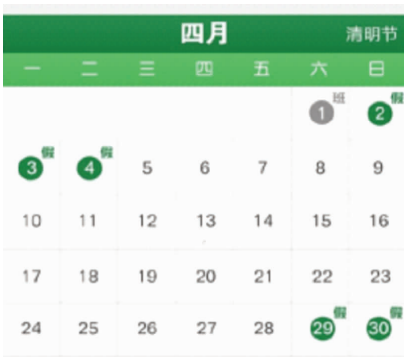 四月 清明节
一 二 三 四 五 六 日
1 班 2 假
3 假 4 假 5 6 7 8 9
10 11 12 13 14 15 16
17 18 19 20 21 22 23
24 25 26 27 28 29 假 30 假